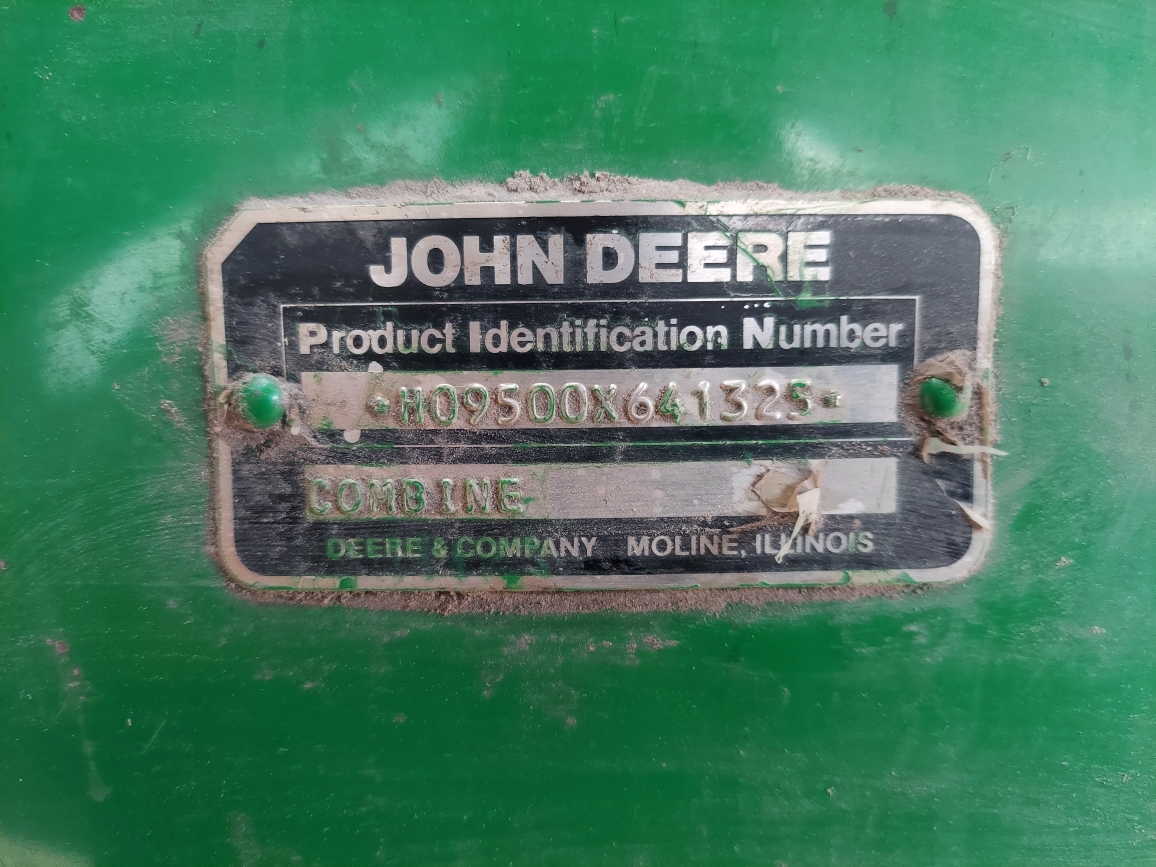 JOHN DEERE
Product Identification Number
*H09500X641325*
COMBINE
DEERE & COMPANY MOLINE, ILLINOIS